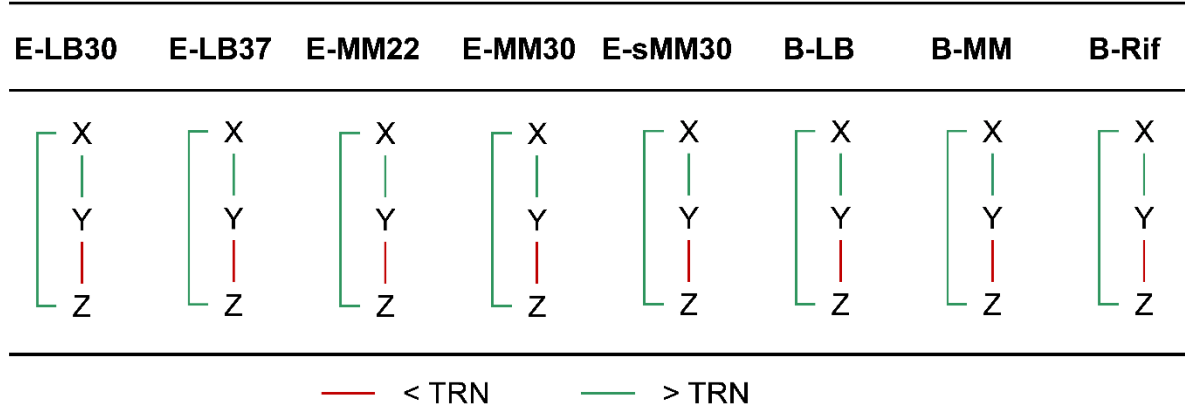 E-LB30 E-LB37 E-MM22 E-MM30 E-sMM30 B-LB B-MM B-Rif
X X X X X X X X
Y Y Y Y Y Y Y Y
Z Z Z Z Z Z Z Z
< TRN > TRN